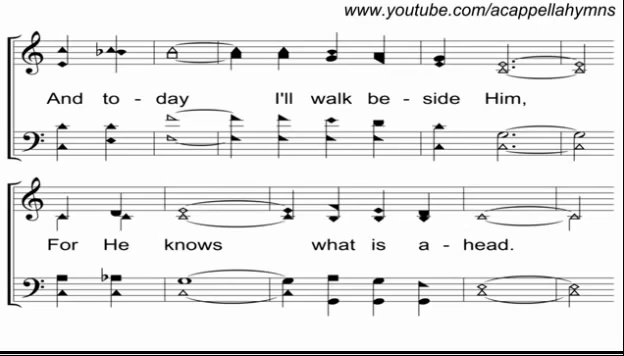 www.youtube.com/acappellahymns
And to - day I'll walk be - side Him,
For He knows what is a - head.